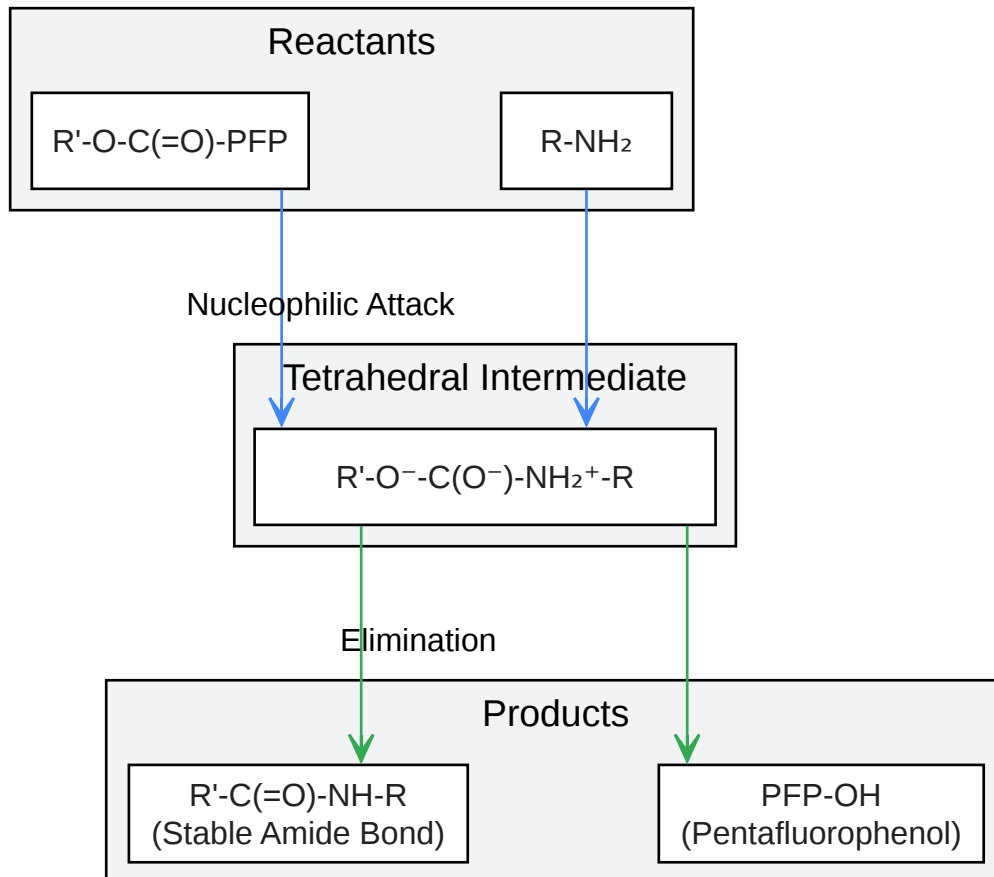 Reactants
R'-O-C(=O)-PFP
R-NH₂
Nucleophilic Attack
Tetrahedral Intermediate
R'-O⁻-C(O⁻)-NH₂⁺-R
Elimination
Products
R'-C(=O)-NH-R
(Stable Amide Bond)
PFP-OH
(Pentafluorophenol)